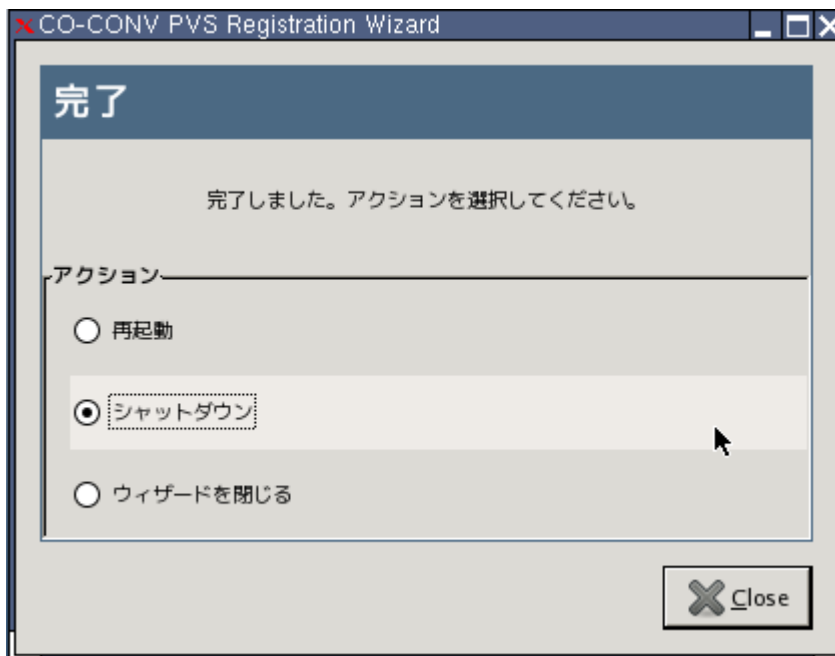 CO-CONV PVS Registration Wizard
完了
完了しました。アクションを選択してください。
アクション
再起動
シャットダウン
ウィザードを閉じる
Close